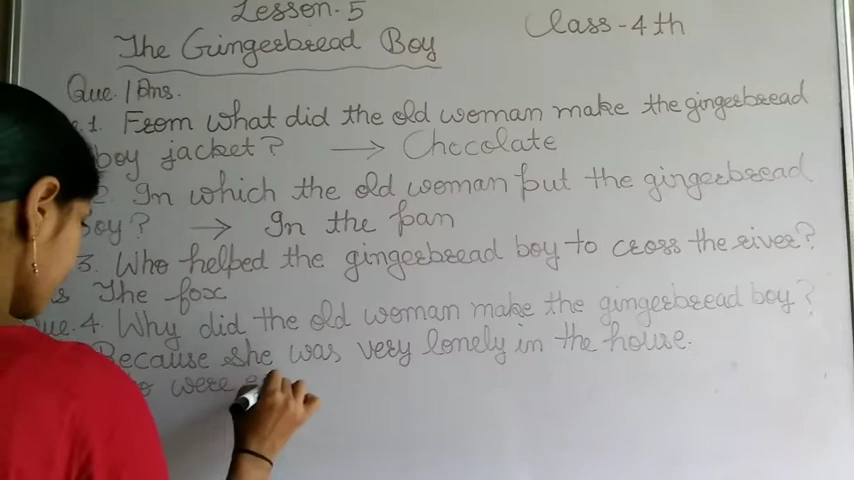 Lesson. 5
Class - 4th
The Gingerbread Boy
Que. / Ans.
1. From what did the old woman make the gingerbread
boy jacket? → Chocolate
2. In which the old woman put the gingerbread
Boy? → In the pan
3. Who helped the gingerbread boy to cross the river?
The fox
Que. 4. Why did the old woman make the gingerbread boy?
Because she was very lonely in the house.
were